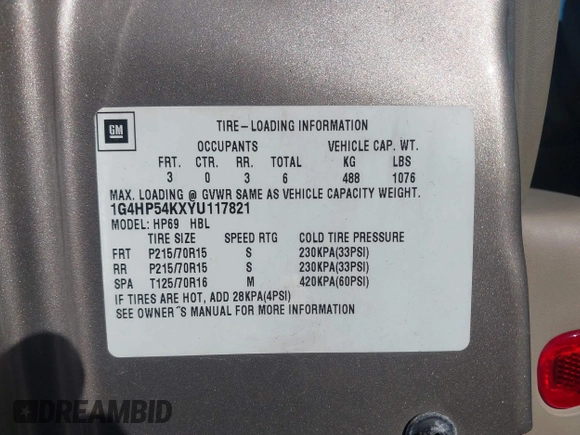 GM
TIRE-LOADING INFORMATION
OCCUPANTS VEHICLE CAP. WT.
FRT. CTR. RR. TOTAL KG LBS
3 0 3 6 488 1076
MAX. LOADING @ GVWR SAME AS VEHICLE CAPACITY WEIGHT.
1G4HP54KXYU117821
MODEL: HP69 HBL
TIRE SIZE SPEED RTG COLD TIRE PRESSURE
FRT P215/70R15 S 230KPA(33PSI)
RR P215/70R15 S 230KPA(33PSI)
SPA T125/70R16 M 420KPA(60PSI)
IF TIRES ARE HOT, ADD 28KPA(4PSI)
SEE OWNER´S MANUAL FOR MORE INFORMATION
DREAMBID